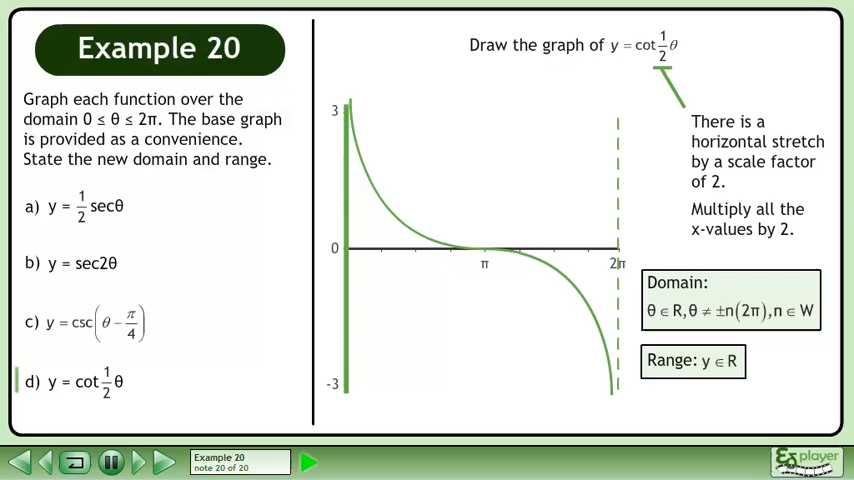 Example 20
Graph each function over the
domain 0 ≤ θ ≤ 2π. The base graph
is provided as a convenience.
State the new domain and range.
a) y = 1/2 secθ
b) y = sec2θ
c) y = csc(θ − π/4)
d) y = cot 1/2 θ
Draw the graph of y = cot 1/2 θ
3
0
-3
π
2π
There is a
horizontal stretch
by a scale factor
of 2.
Multiply all the
x-values by 2.
Domain:
θ ∈ R, θ ≠ ±n(2π), n ∈ W
Range: y ∈ R
Example 20
note 20 of 20
player